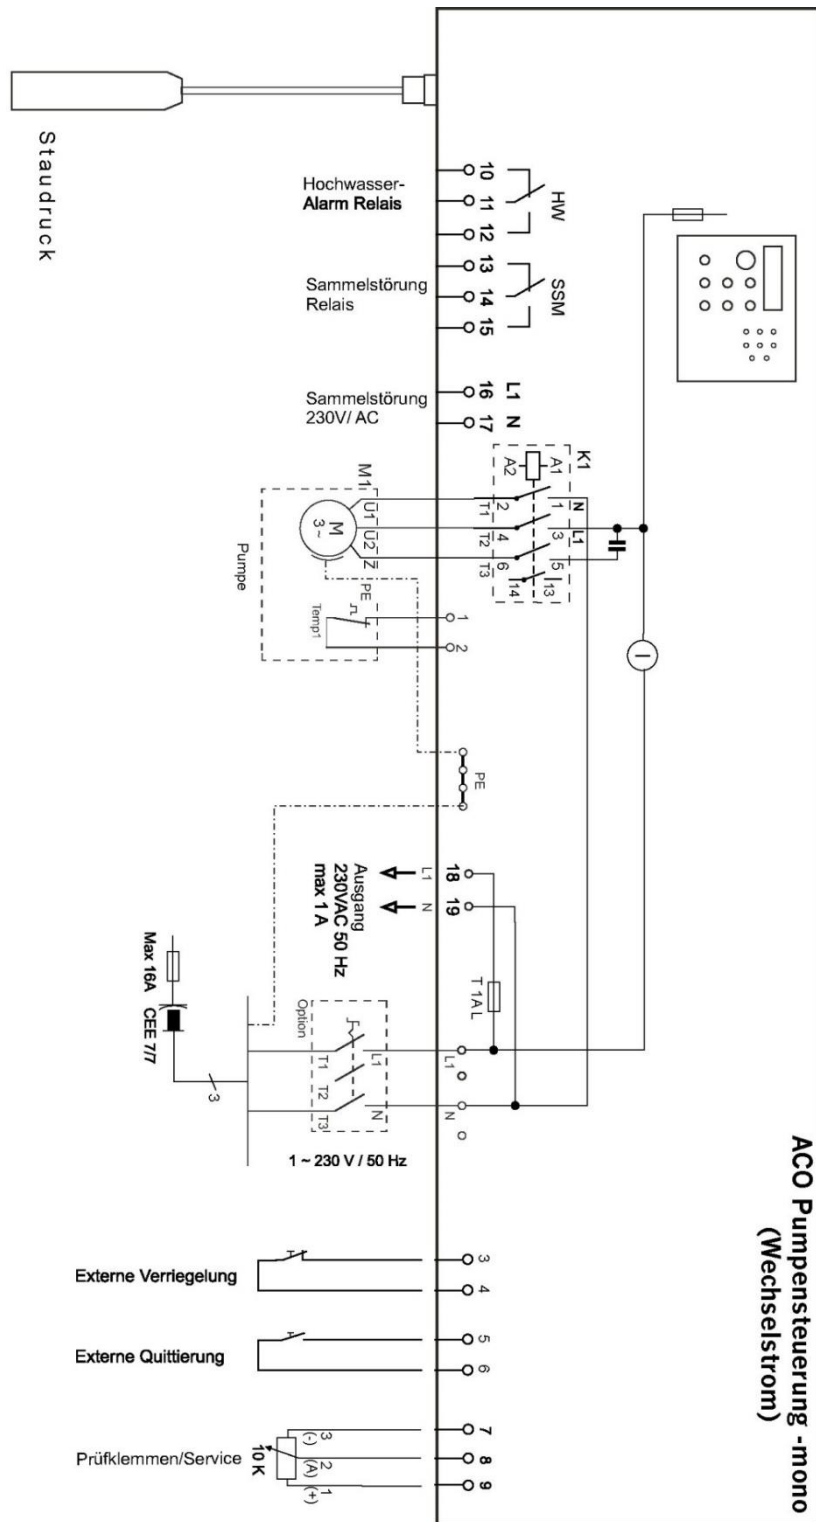 ACO Pumpensteuerung -mono
(Wechselstrom)
Staudruck
Hochwasser-
Alarm Relais
10
11
12
HW
Sammelstörung
Relais
13
14
15
SSM
Sammelstörung
230V/ AC
16 L1
17 N
K1
A1
A2
1
N
2
T1
3
L1
4
T2
5
6
T3
13
14
M1
U1
U2
Z
M
3~
Pumpe
PE
Temp1
1
2
I
PE
18
L1
19
N
Ausgang
230VAC 50 Hz
max 1 A
T 1A L
Max 16A
CEE 7/7
3
Option
T1
L1
T2
T3
N
L1
N
1 ~ 230 V / 50 Hz
Externe Verriegelung
3
4
Externe Quittierung
5
6
Prüfklemmen/Service
10 K
3
(-)
2
(A)
1
(+)
7
8
9